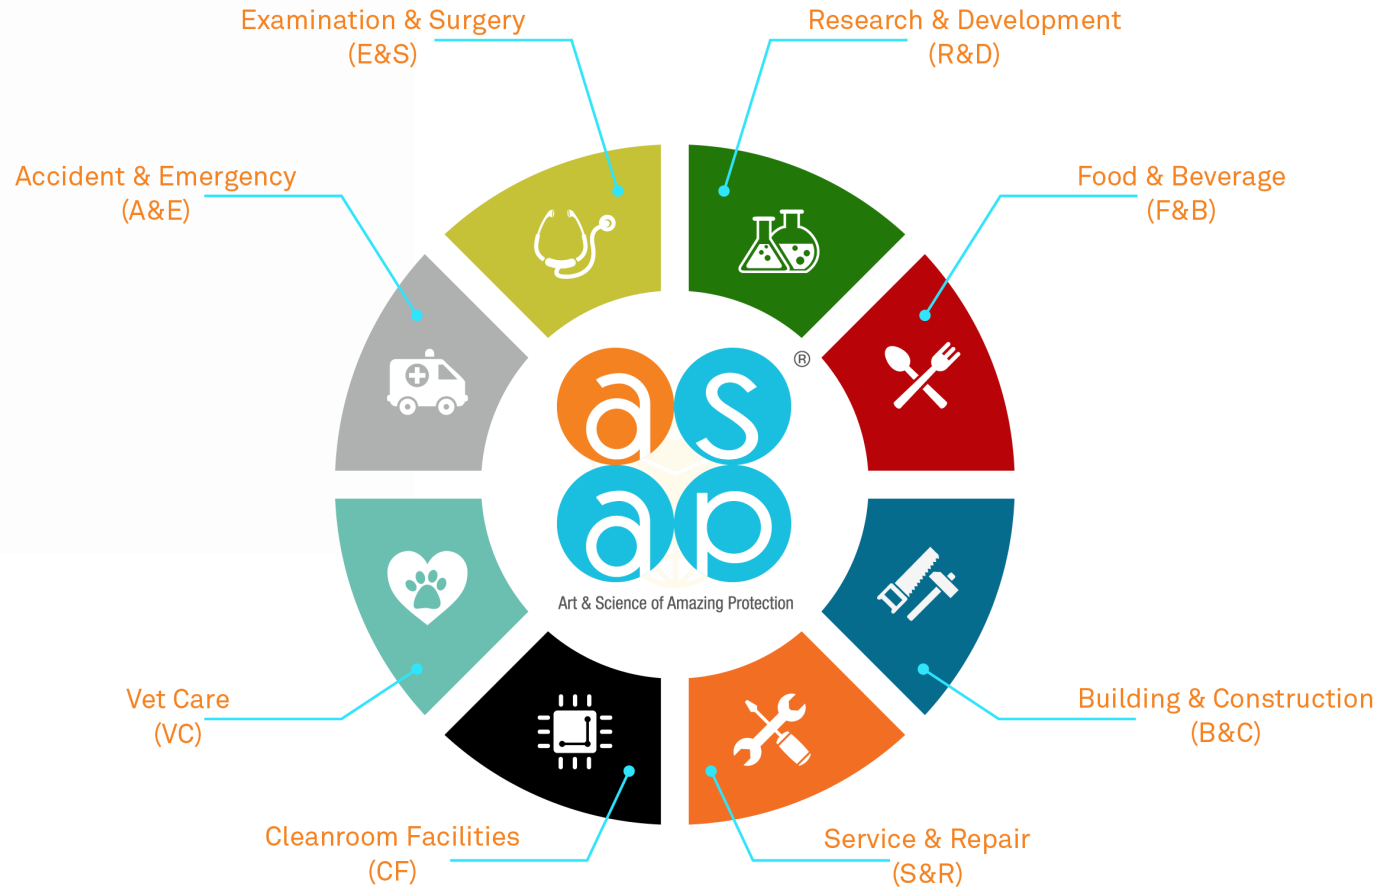 Examination & Surgery
(E&S)
Research & Development
(R&D)
Accident & Emergency
(A&E)
Food & Beverage
(F&B)
as
ap
®
Art & Science of Amazing Protection
Vet Care
(VC)
Building & Construction
(B&C)
Cleanroom Facilities
(CF)
Service & Repair
(S&R)